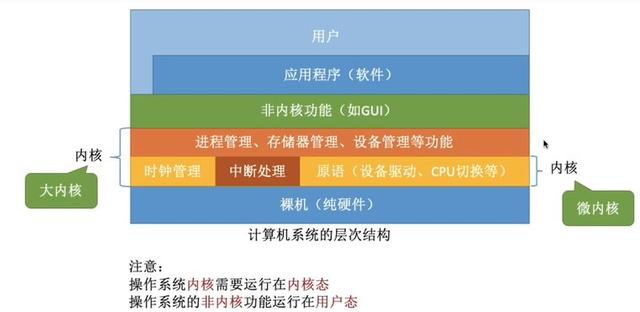 用户
应用程序（软件）
非内核功能（如GUI）
进程管理、存储器管理、设备管理等功能
内核
时钟管理
中断处理
原语（设备驱动、CPU切换等）
内核
大内核
微内核
裸机（纯硬件）
计算机系统的层次结构
注意：
操作系统内核需要运行在内核态
操作系统的非内核功能运行在用户态